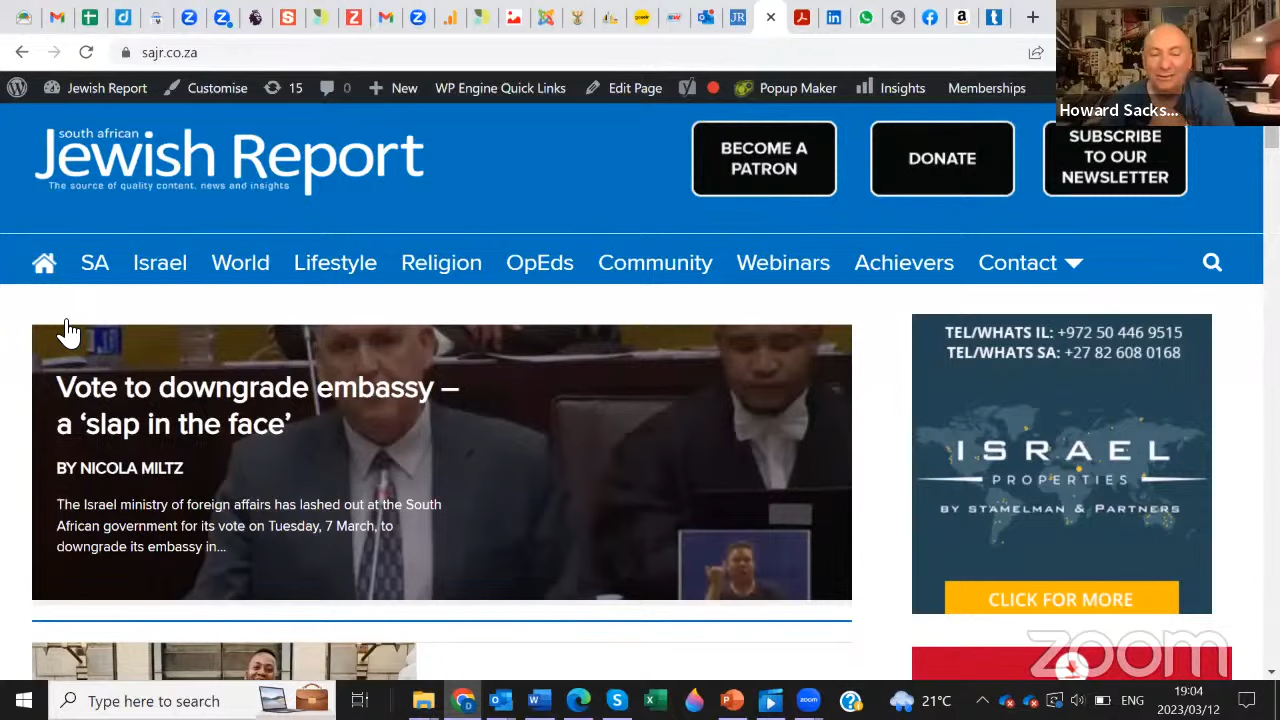 sajr.co.za
Jewish Report
Customise
15
0
New
WP Engine Quick Links
Edit Page
Popup Maker
Insights
Memberships
Howard Sacks...
south african
Jewish Report
The source of quality content, news and insights
BECOME A
PATRON
DONATE
SUBSCRIBE
TO OUR
NEWSLETTER
SA
Israel
World
Lifestyle
Religion
OpEds
Community
Webinars
Achievers
Contact
Vote to downgrade embassy –
a ‘slap in the face’
BY NICOLA MILTZ
The Israel ministry of foreign affairs has lashed out at the South
African government for its vote on Tuesday, 7 March, to
downgrade its embassy in...
TEL/WHATS IL: +972 50 446 9515
TEL/WHATS SA: +27 82 608 0168
ISRAEL
PROPERTIES
BY STAMELMAN & PARTNERS
CLICK FOR MORE
zoom
Type here to search
zoom
21°C
ENG
19:04
2023/03/12